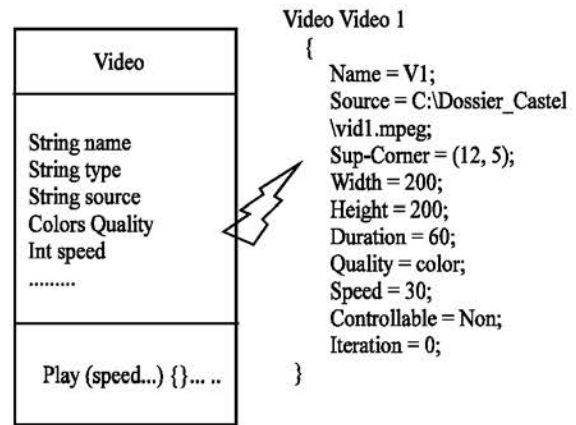 Video
String name
String type
String source
Colors Quality
Int speed
.........
Play (speed...) {}... ..
Video Video 1
{
Name = V1;
Source = C:\Dossier_Castel
\vid1.mpeg;
Sup-Corner = (12, 5);
Width = 200;
Height = 200;
Duration = 60;
Quality = color;
Speed = 30;
Controllable = Non;
Iteration = 0;
}